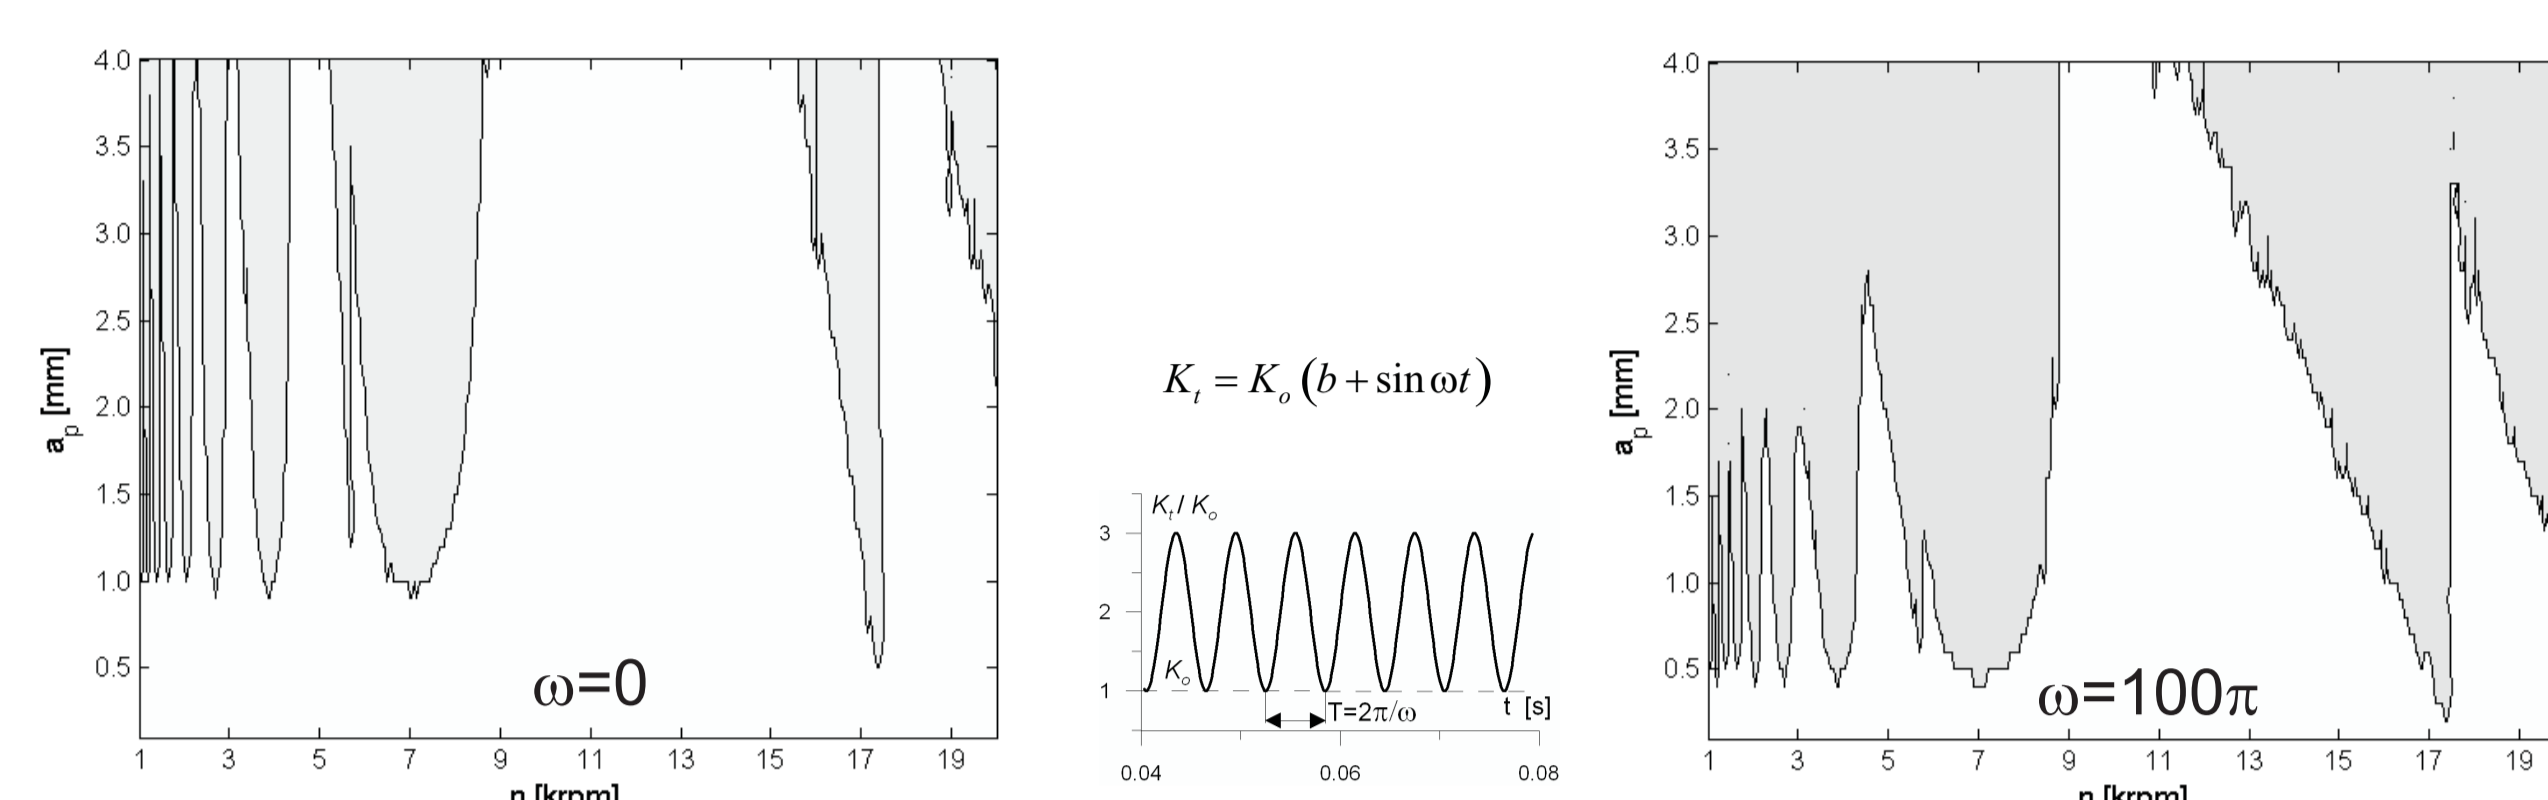 4.0
3.5
3.0
2.5
2.0
1.5
1.0
0.5
a_p [mm]
ω=0
1 3 5 7 9 11 13 15 17 19
n [krpm]
K_t = K_o (b + sin ωt)
K_t / K_o
3
2
1
K_o
T=2π/ω
t [s]
0.04 0.06 0.08
4.0
3.5
3.0
2.5
2.0
1.5
1.0
0.5
a_p [mm]
ω=100π
1 3 5 7 9 11 13 15 17 19
n [krpm]